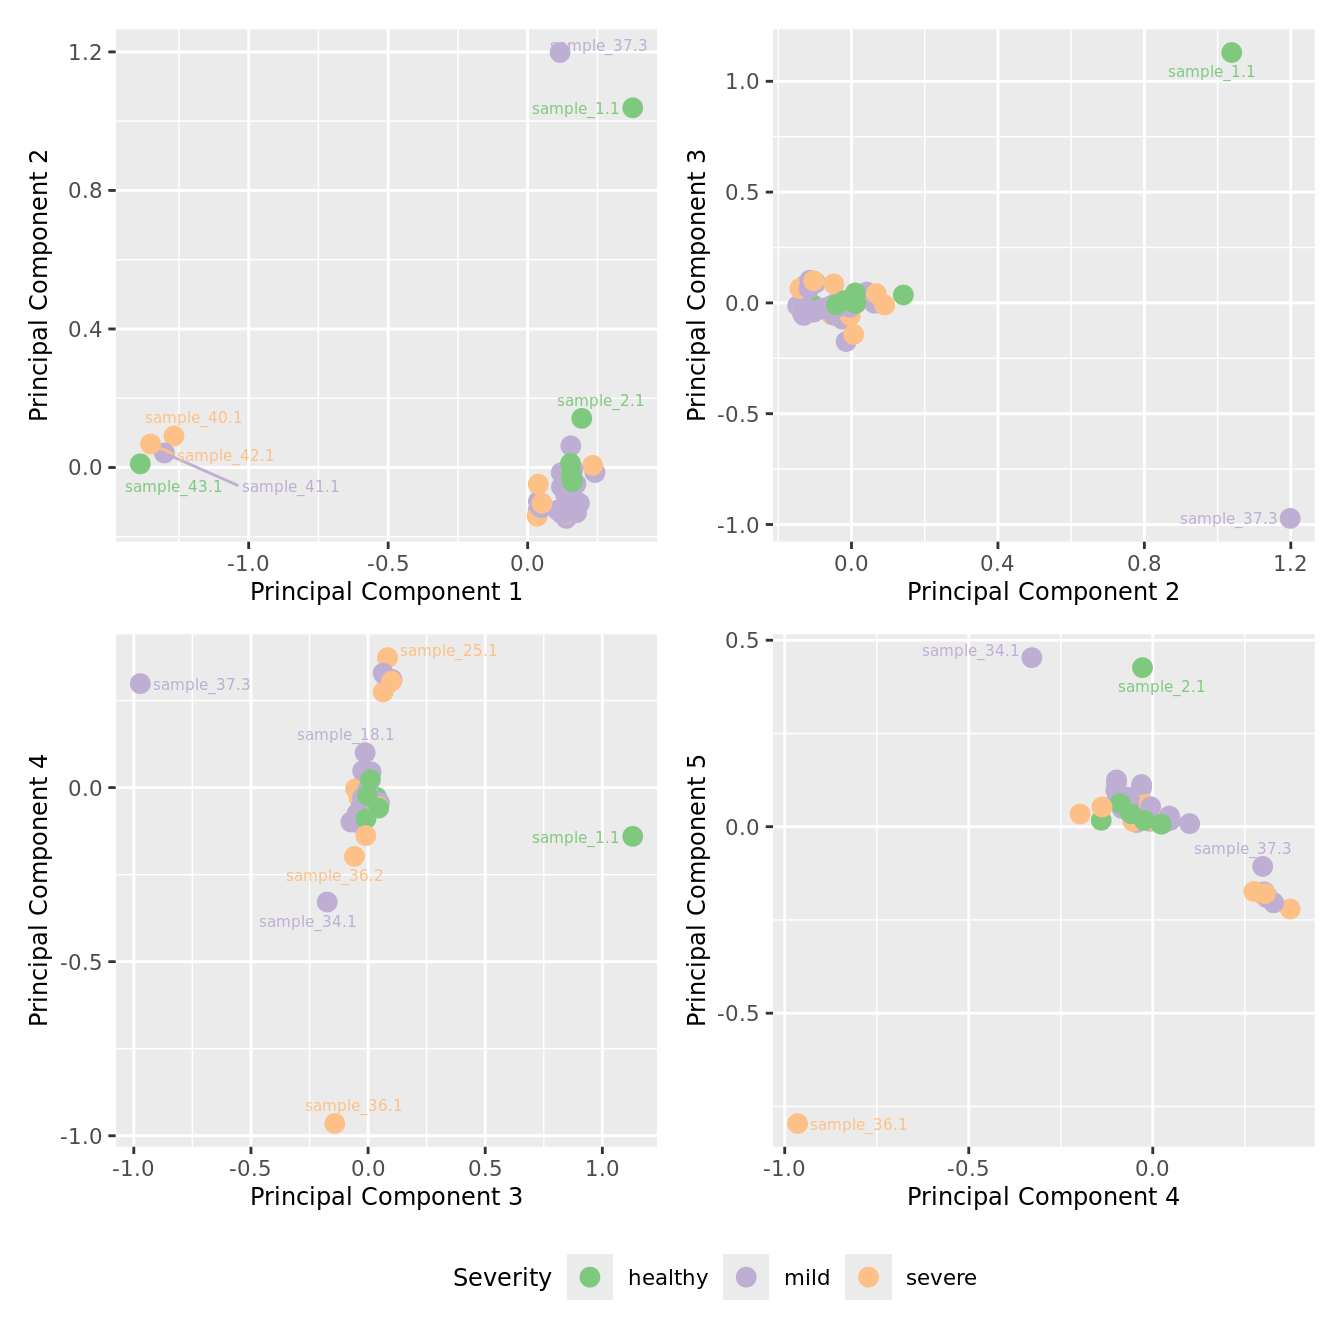 sample_37.3
1.2
sample_1.1
0.8
Principal Component 2
0.4
sample_2.1
sample_40.1
sample_42.1
0.0
sample_43.1
sample_41.1
-1.0
-0.5
0.0
Principal Component 1
1.0
sample_1.1
0.5
Principal Component 3
0.0
-0.5
sample_37.3
-1.0
0.0
0.4
0.8
1.2
Principal Component 2
sample_25.1
sample_37.3
sample_18.1
0.0
Principal Component 4
sample_1.1
sample_36.2
sample_34.1
-0.5
sample_36.1
-1.0
-1.0
-0.5
0.0
0.5
1.0
Principal Component 3
0.5
sample_34.1
sample_2.1
Principal Component 5
0.0
sample_37.3
-0.5
sample_36.1
-1.0
-0.5
0.0
Principal Component 4
Severity
healthy
mild
severe